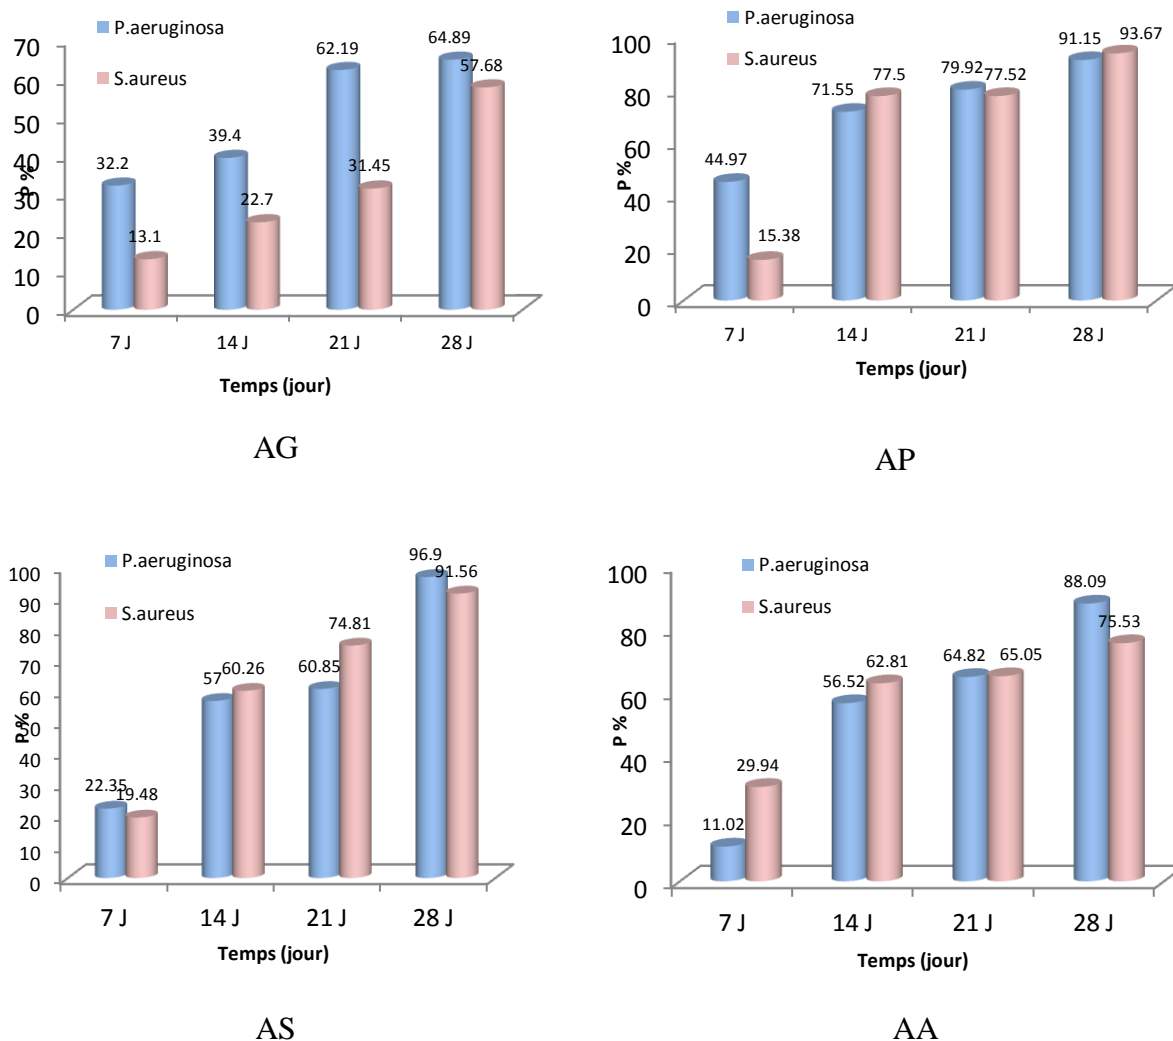 P.aeruginosa
S.aureus
70
60
50
40
30
20
10
0
P %
32.2
13.1
39.4
22.7
62.19
31.45
64.89
57.68
7 J
14 J
21 J
28 J
Temps (jour)
AG
P.aeruginosa
S.aureus
100
80
60
40
20
0
P %
44.97
15.38
71.55
77.5
79.92
77.52
91.15
93.67
7 J
14 J
21 J
28 J
Temps (jour)
AP
P.aeruginosa
S.aureus
100
90
80
70
60
50
40
30
20
10
0
P %
22.35
19.48
57
60.26
60.85
74.81
96.9
91.56
7 J
14 J
21 J
28 J
Temps (jour)
AS
P.aeruginosa
S.aureus
100
80
60
40
20
0
P %
11.02
29.94
56.52
62.81
64.82
65.05
88.09
75.53
7 J
14 J
21 J
28 J
Temps (jour)
AA